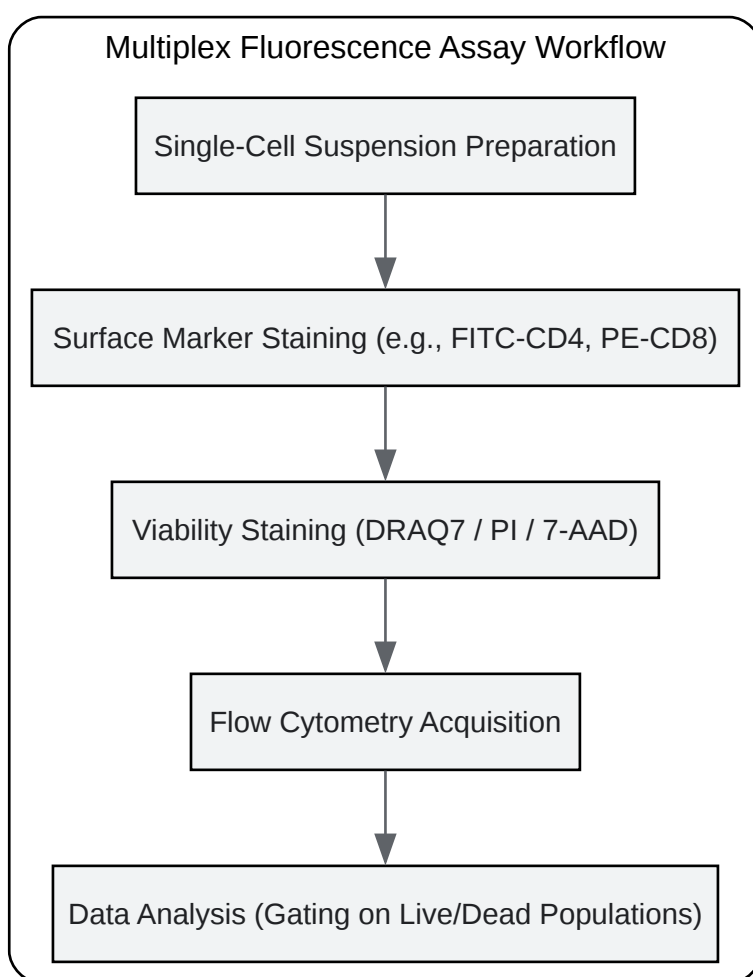 Multiplex Fluorescence Assay Workflow
Single-Cell Suspension Preparation
Surface Marker Staining (e.g., FITC-CD4, PE-CD8)
Viability Staining (DRAQ7 / PI / 7-AAD)
Flow Cytometry Acquisition
Data Analysis (Gating on Live/Dead Populations)